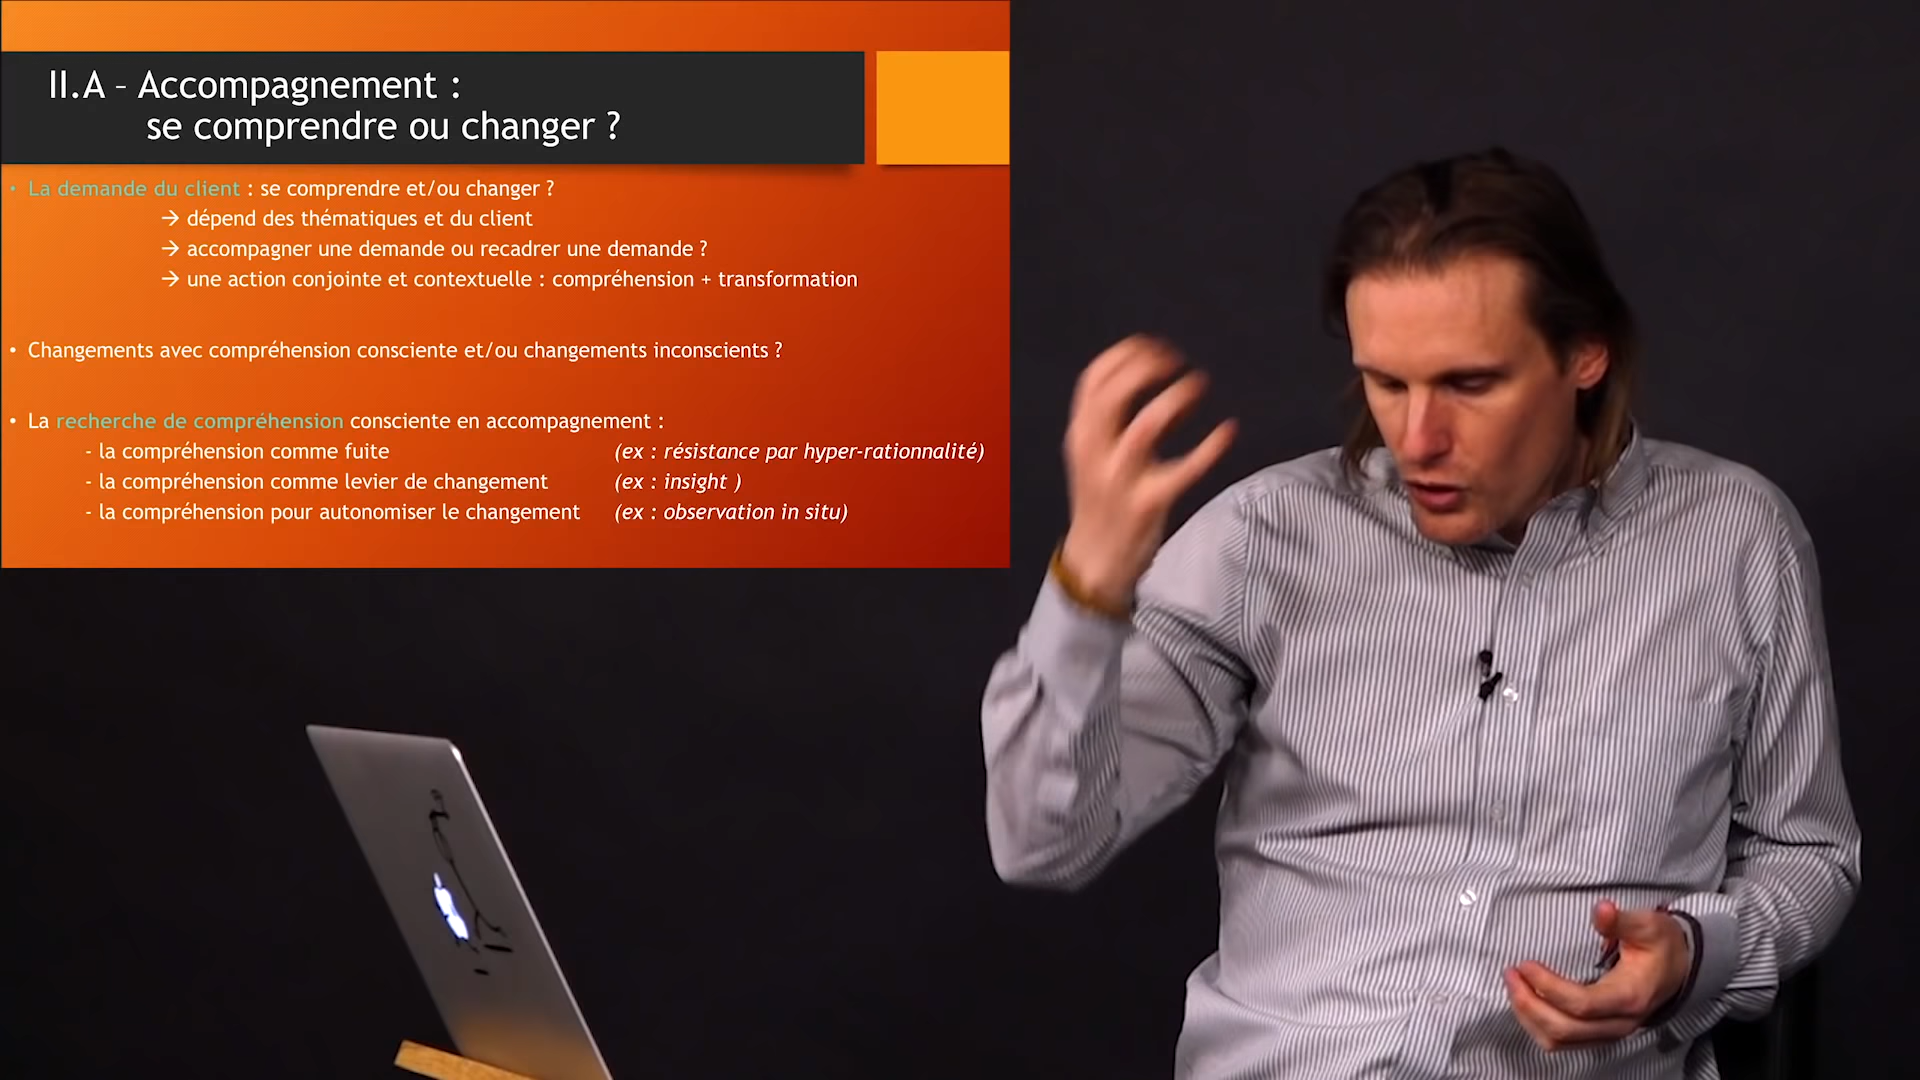 II.A – Accompagnement :
se comprendre ou changer ?
• La demande du client : se comprendre et/ou changer ?
→ dépend des thématiques et du client
→ accompagner une demande ou recadrer une demande ?
→ une action conjointe et contextuelle : compréhension + transformation
• Changements avec compréhension consciente et/ou changements inconscients ?
• La recherche de compréhension consciente en accompagnement :
- la compréhension comme fuite (ex : résistance par hyper-rationnalité)
- la compréhension comme levier de changement (ex : insight )
- la compréhension pour autonomiser le changement (ex : observation in situ)